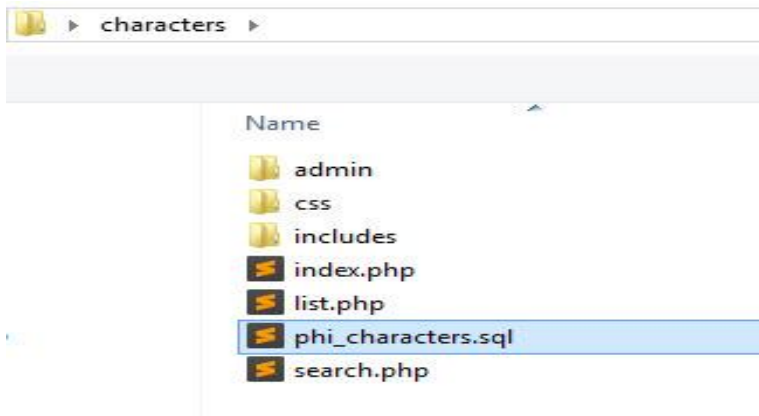 characters
Name
admin
css
includes
index.php
list.php
phi_characters.sql
search.php